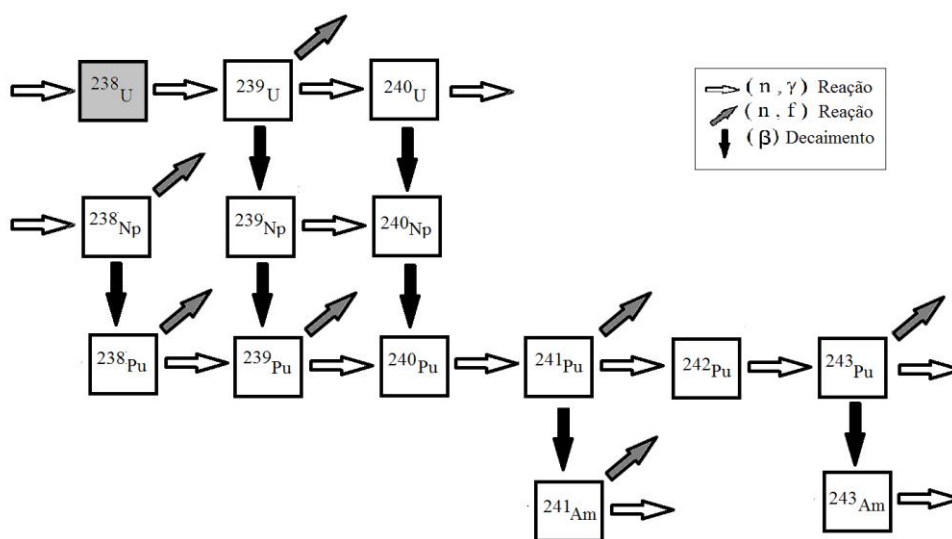 238U
239U
240U
(n,γ) Reação
(n,f) Reação
(β) Decaimento
238Np
239Np
240Np
238Pu
239Pu
240Pu
241Pu
242Pu
243Pu
241Am
243Am